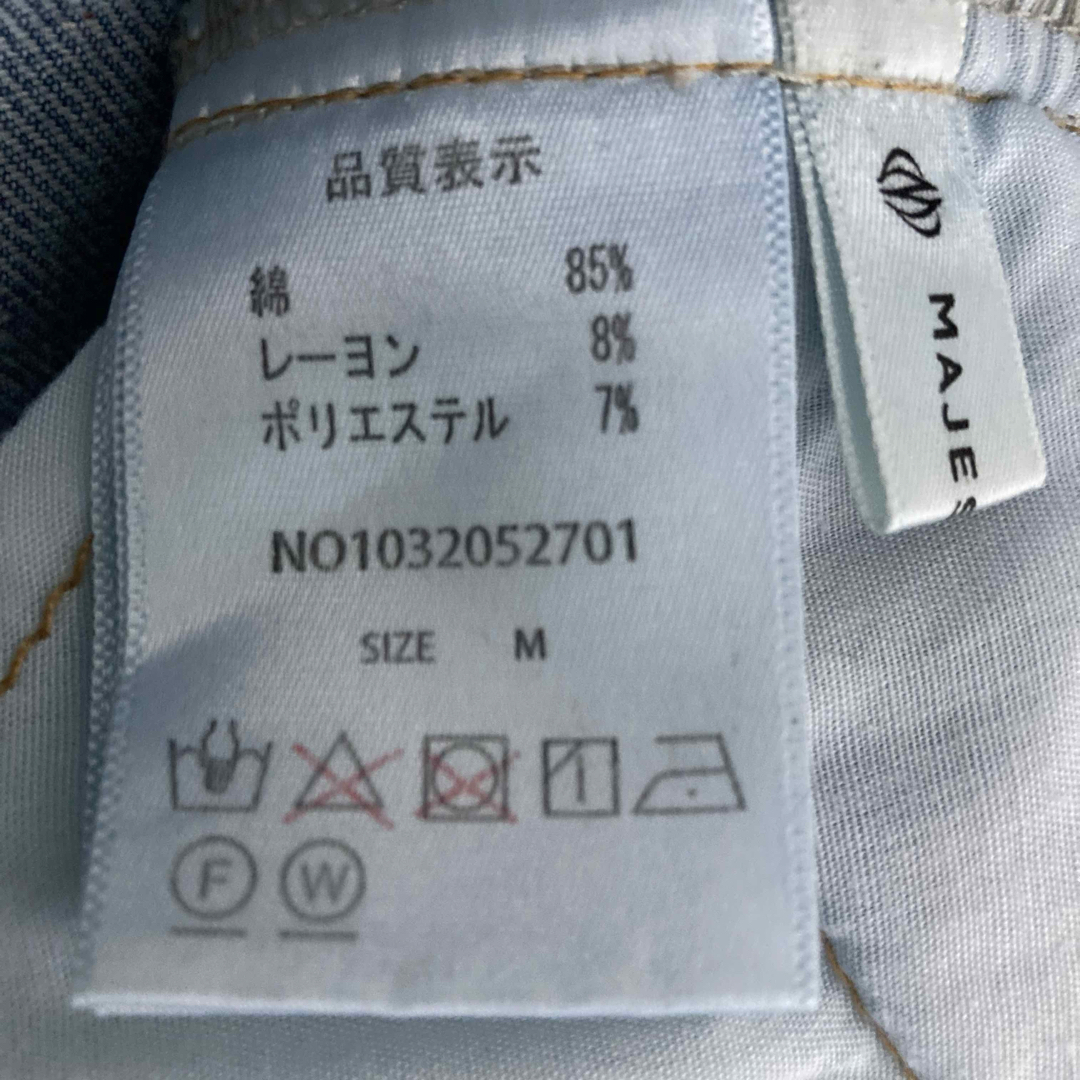 品質表示
綿 85%
レーヨン 8%
ポリエステル 7%
NO1032052701
SIZE M
F W
MAJES